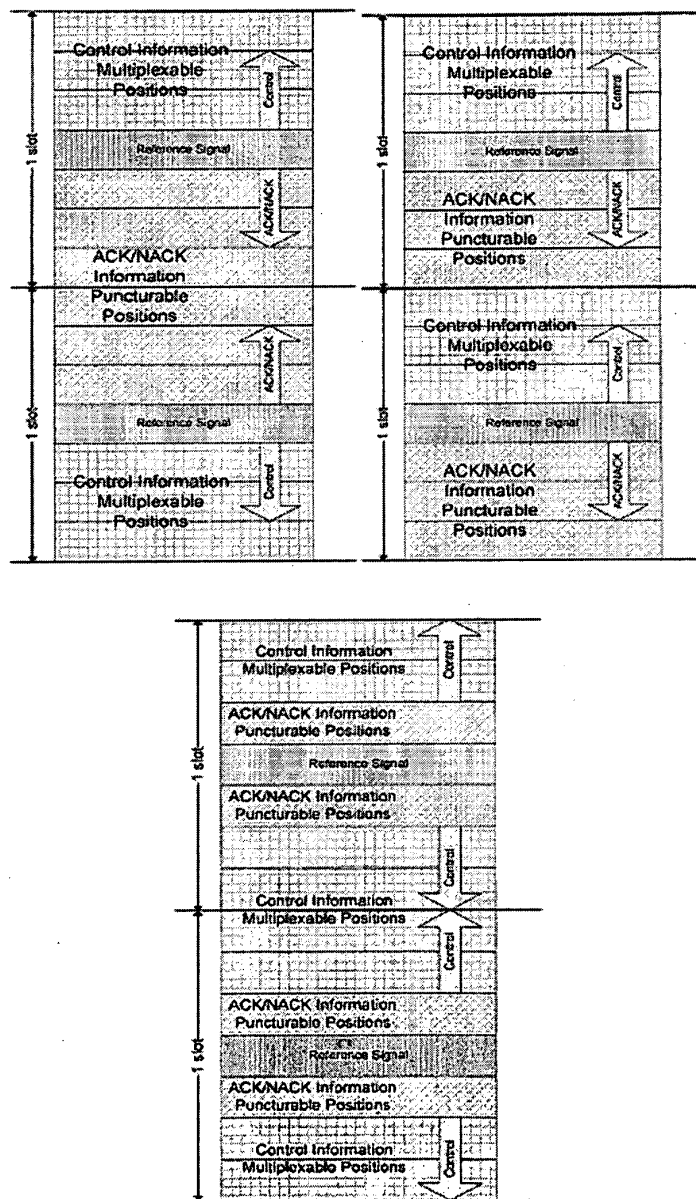 1 slot
Control Information
Multiplexable
Positions
Control
Reference Signal
ACK/NACK
ACK/NACK
Information
Puncturable
Positions
1 slot
ACK/NACK
Reference Signal
Control Information
Multiplexable
Positions
Control
1 slot
Control Information
Multiplexable
Positions
Control
Reference Signal
ACK/NACK
Information
Puncturable
Positions
ACK/NACK
1 slot
Control Information
Multiplexable
Positions
Control
Reference Signal
ACK/NACK
Information
Puncturable
Positions
ACK/NACK
1 slot
Control Information
Multiplexable Positions
Control
ACK/NACK Information
Puncturable Positions
Reference Signal
ACK/NACK Information
Puncturable Positions
Control
Control Information
Multiplexable Positions
1 slot
Control
ACK/NACK Information
Puncturable Positions
Reference Signal
ACK/NACK Information
Puncturable Positions
Control Information
Multiplexable Positions
Control